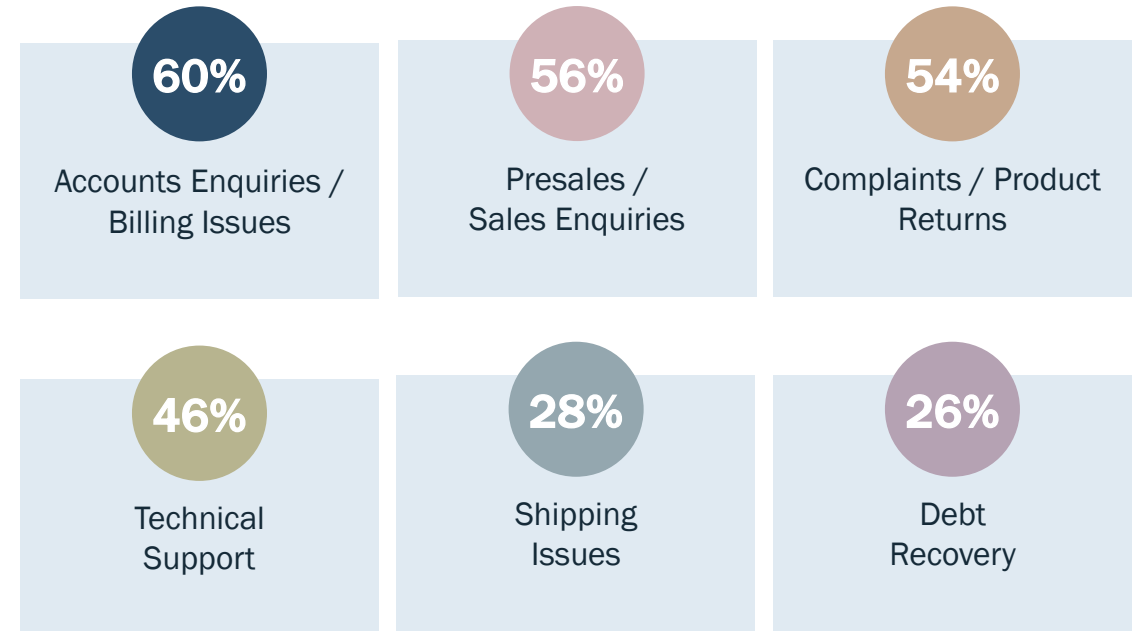 60%
Accounts Enquiries /
Billing Issues
56%
Presales /
Sales Enquiries
54%
Complaints / Product
Returns
46%
Technical
Support
28%
Shipping
Issues
26%
Debt
Recovery